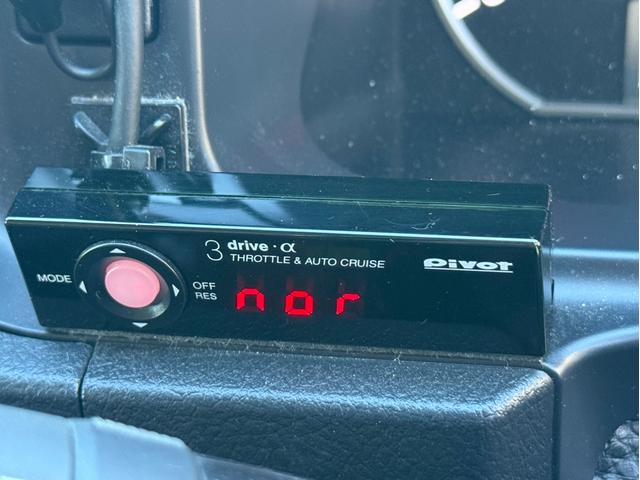 3 drive・α
THROTTLE & AUTO CRUISE
Pivot
MODE
OFF
RES
nor